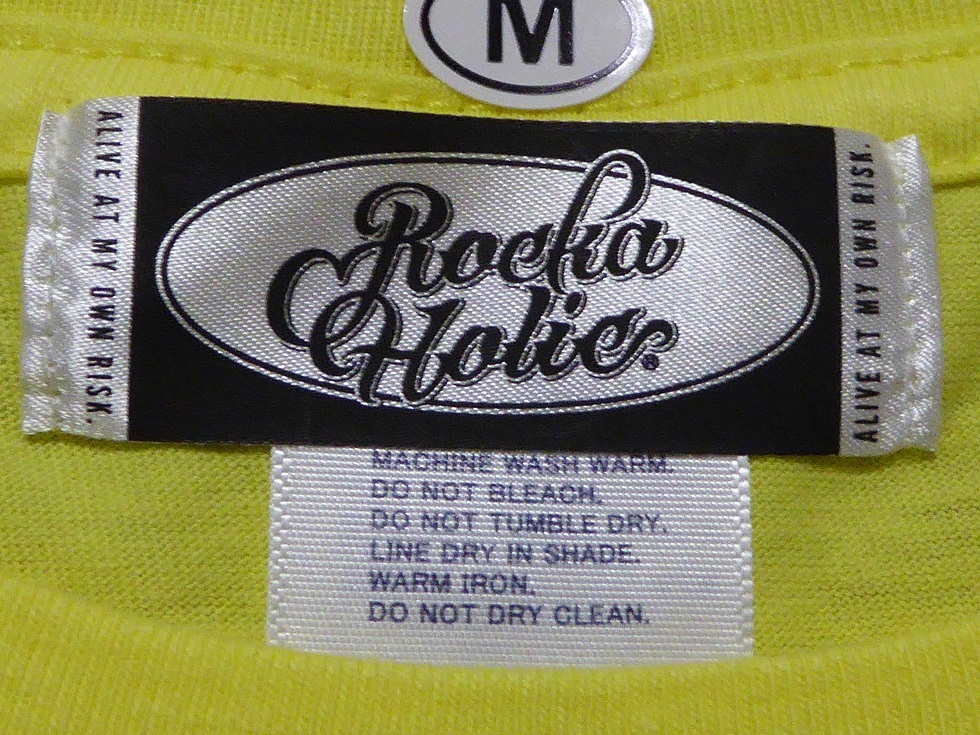 M
ALIVE AT MY OWN RISK.
Rocka
Holic®
ALIVE AT MY OWN RISK.
MACHINE WASH WARM.
DO NOT BLEACH.
DO NOT TUMBLE DRY.
LINE DRY IN SHADE.
WARM IRON.
DO NOT DRY CLEAN.